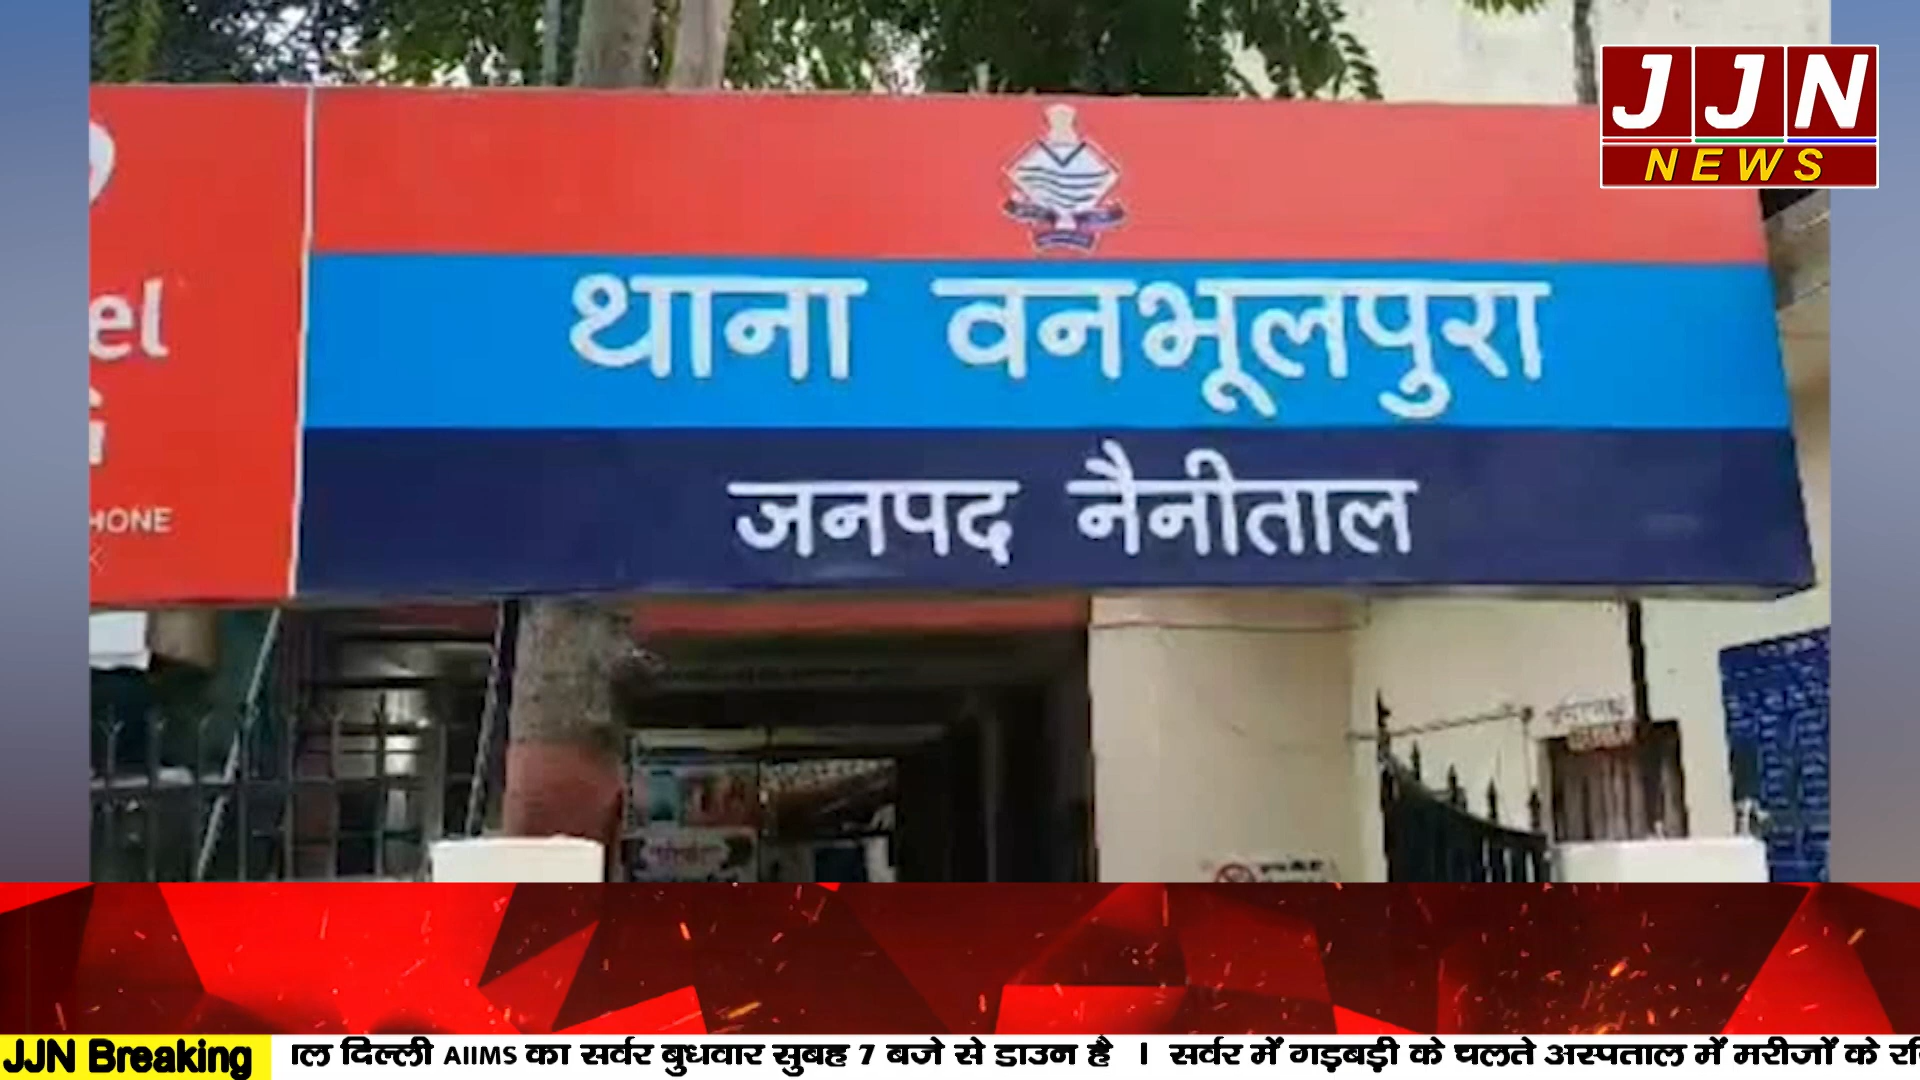 JJN
NEWS
थाना वनभूलपुरा
जनपद नैनीताल
el
HONE
JJN Breaking
ाल दिल्ली AIIMS का सर्वर बुधवार सुबह 7 बजे से डाउन है । सर्वर में गड़बड़ी के चलते अस्पताल में मरीजों के